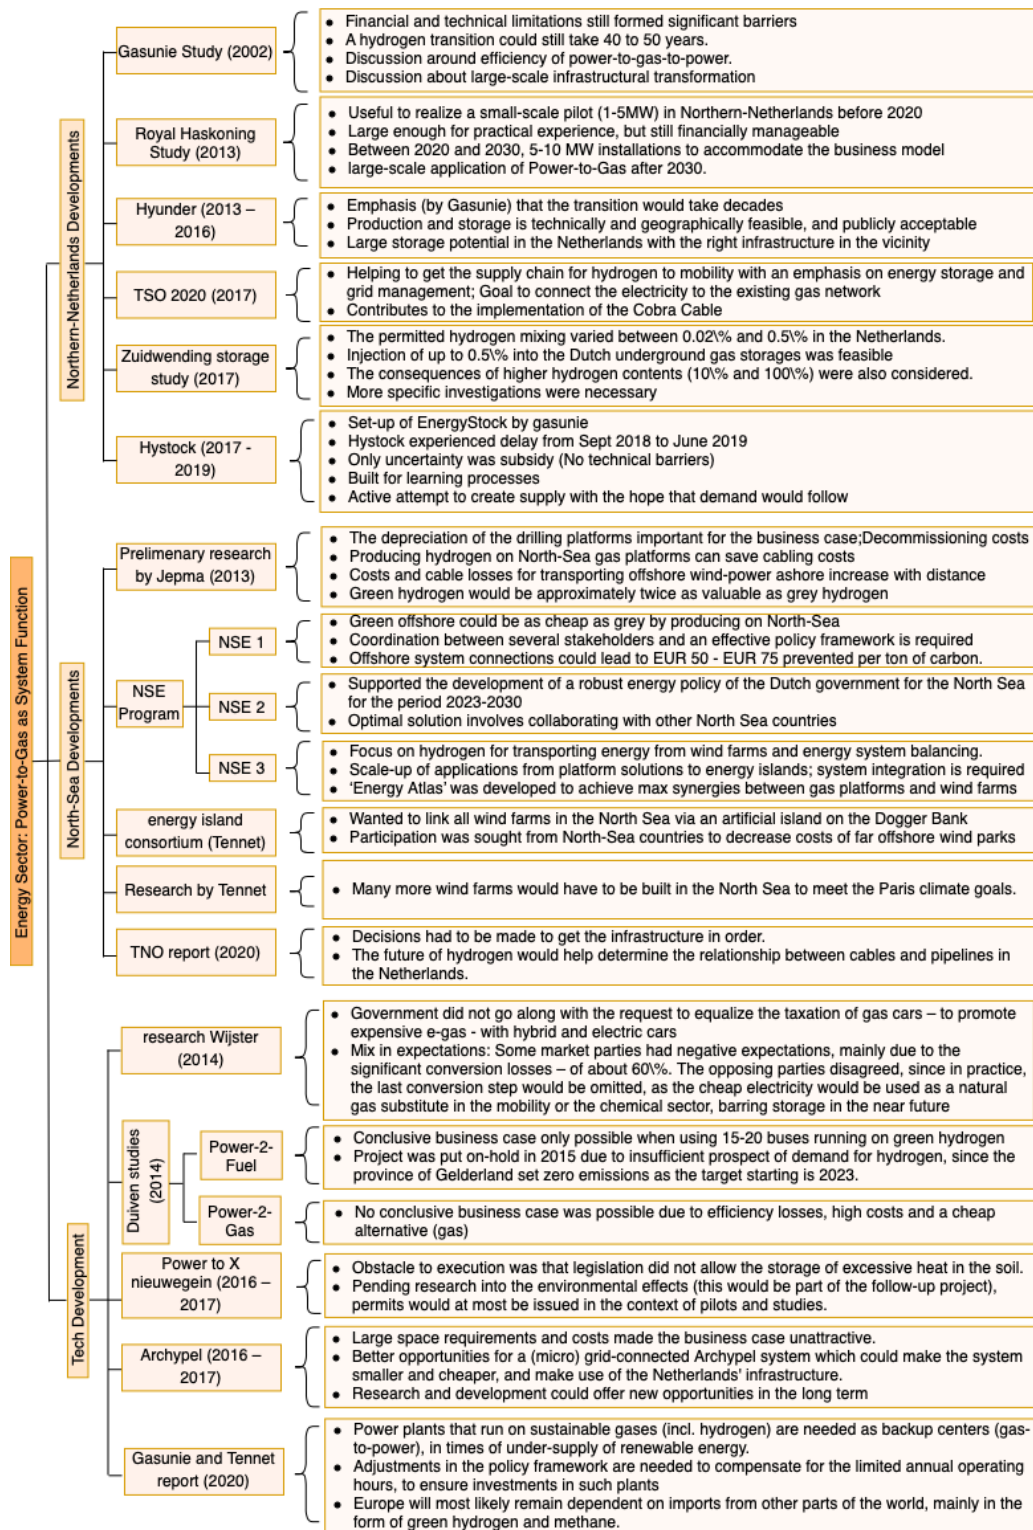 Energy Sector: Power-to-Gas as System Function
Northern-Netherlands Developments
Gasunie Study (2002)
● Financial and technical limitations still formed significant barriers
● A hydrogen transition could still take 40 to 50 years.
● Discussion around efficiency of power-to-gas-to-power.
● Discussion about large-scale infrastructural transformation
Royal Haskoning
Study (2013)
● Useful to realize a small-scale pilot (1-5MW) in Northern-Netherlands before 2020
● Large enough for practical experience, but still financially manageable
● Between 2020 and 2030, 5-10 MW installations to accommodate the business model
● large-scale application of Power-to-Gas after 2030.
Hyunder (2013 –
2016)
● Emphasis (by Gasunie) that the transition would take decades
● Production and storage is technically and geographically feasible, and publicly acceptable
● Large storage potential in the Netherlands with the right infrastructure in the vicinity
TSO 2020 (2017)
● Helping to get the supply chain for hydrogen to mobility with an emphasis on energy storage and
grid management; Goal to connect the electricity to the existing gas network
● Contributes to the implementation of the Cobra Cable
Zuidwending storage
study (2017)
● The permitted hydrogen mixing varied between 0.02\% and 0.5\% in the Netherlands.
● Injection of up to 0.5\% into the Dutch underground gas storages was feasible
● The consequences of higher hydrogen contents (10\% and 100\%) were also considered.
● More specific investigations were necessary
Hystock (2017 -
2019)
● Set-up of EnergyStock by gasunie
● Hystock experienced delay from Sept 2018 to June 2019
● Only uncertainty was subsidy (No technical barriers)
● Built for learning processes
● Active attempt to create supply with the hope that demand would follow
North-Sea Developments
Prelimenary research
by Jepma (2013)
● The depreciation of the drilling platforms important for the business case;Decommissioning costs
● Producing hydrogen on North-Sea gas platforms can save cabling costs
● Costs and cable losses for transporting offshore wind-power ashore increase with distance
● Green hydrogen would be approximately twice as valuable as grey hydrogen
NSE
Program
NSE 1
● Green offshore could be as cheap as grey by producing on North-Sea
● Coordination between several stakeholders and an effective policy framework is required
● Offshore system connections could lead to EUR 50 - EUR 75 prevented per ton of carbon.
NSE 2
● Supported the development of a robust energy policy of the Dutch government for the North Sea
for the period 2023-2030
● Optimal solution involves collaborating with other North Sea countries
NSE 3
● Focus on hydrogen for transporting energy from wind farms and energy system balancing.
● Scale-up of applications from platform solutions to energy islands; system integration is required
● ‘Energy Atlas’ was developed to achieve max synergies between gas platforms and wind farms
energy island
consortium (Tennet)
● Wanted to link all wind farms in the North Sea via an artificial island on the Dogger Bank
● Participation was sought from North-Sea countries to decrease costs of far offshore wind parks
Research by Tennet
● Many more wind farms would have to be built in the North Sea to meet the Paris climate goals.
TNO report (2020)
● Decisions had to be made to get the infrastructure in order.
● The future of hydrogen would help determine the relationship between cables and pipelines in
the Netherlands.
Tech Development
research Wijster
(2014)
● Government did not go along with the request to equalize the taxation of gas cars – to promote
expensive e-gas - with hybrid and electric cars
● Mix in expectations: Some market parties had negative expectations, mainly due to the
significant conversion losses – of about 60\%. The opposing parties disagreed, since in practice,
the last conversion step would be omitted, as the cheap electricity would be used as a natural
gas substitute in the mobility or the chemical sector, barring storage in the near future
Duiven studies
(2014)
Power-2-
Fuel
● Conclusive business case only possible when using 15-20 buses running on green hydrogen
● Project was put on-hold in 2015 due to insufficient prospect of demand for hydrogen, since the
province of Gelderland set zero emissions as the target starting is 2023.
Power-2-
Gas
● No conclusive business case was possible due to efficiency losses, high costs and a cheap
alternative (gas)
Power to X
nieuwegein (2016 –
2017)
● Obstacle to execution was that legislation did not allow the storage of excessive heat in the soil.
● Pending research into the environmental effects (this would be part of the follow-up project),
permits would at most be issued in the context of pilots and studies.
Archypel (2016 –
2017)
● Large space requirements and costs made the business case unattractive.
● Better opportunities for a (micro) grid-connected Archypel system which could make the system
smaller and cheaper, and make use of the Netherlands’ infrastructure.
● Research and development could offer new opportunities in the long term
Gasunie and Tennet
report (2020)
● Power plants that run on sustainable gases (incl. hydrogen) are needed as backup centers (gas-
to-power), in times of under-supply of renewable energy.
● Adjustments in the policy framework are needed to compensate for the limited annual operating
hours, to ensure investments in such plants
● Europe will most likely remain dependent on imports from other parts of the world, mainly in the
form of green hydrogen and methane.